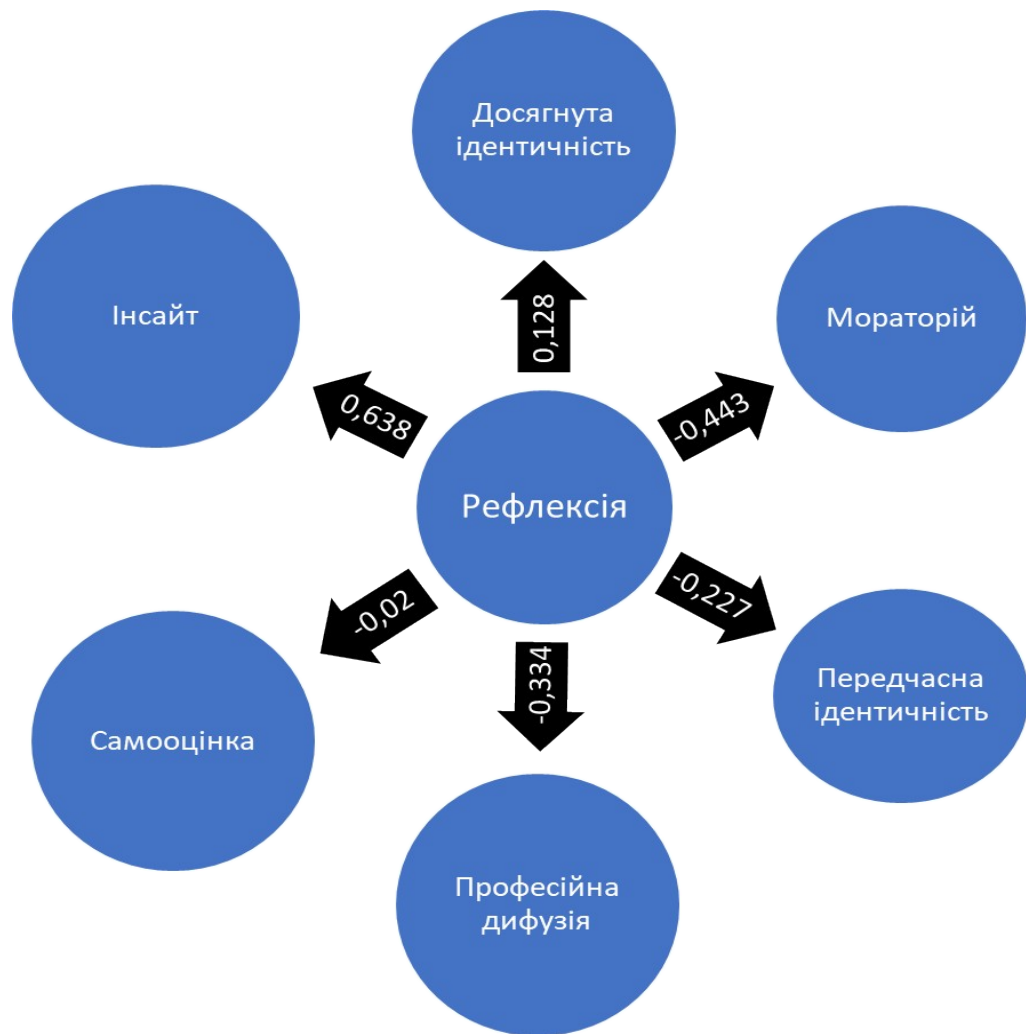 Досягнута
ідентичність
Інсайт
Мораторій
0,128
0,638
-0,443
Рефлексія
-0,02
-0,227
-0,334
Самооцінка
Передчасна
ідентичність
Професійна
дифузія